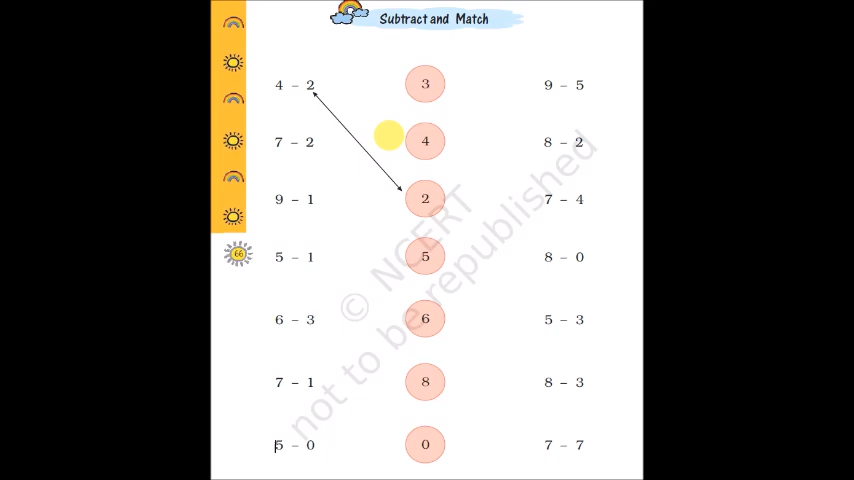 Subtract and Match
4 – 2 3 9 – 5
7 – 2 4 8 – 2
9 – 1 2 7 – 4
5 – 1 5 8 – 0
66
6 – 3 6 5 – 3
7 – 1 8 8 – 3
5 – 0 0 7 – 7
© NCERT
not to be republished